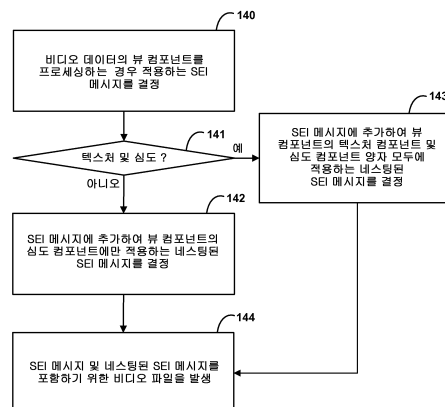 140
비디오 데이터의 뷰 컴포넌트를
프로세싱하는 경우 적용하는 SEI
메시지를 결정
141
텍스처 및 심도 ?
예
아니오
143
SEI 메시지에 추가하여 뷰
컴포넌트의 텍스처 컴포넌트 및
심도 컴포넌트 양자 모두에
적용하는 네스팅된
SEI 메시지를 결정
142
SEI 메시지에 추가하여 뷰 컴포넌트의
심도 컴포넌트에만 적용하는 네스팅된
SEI 메시지를 결정
144
SEI 메시지 및 네스팅된 SEI 메시지를
포함하기 위한 비디오 파일을 발생